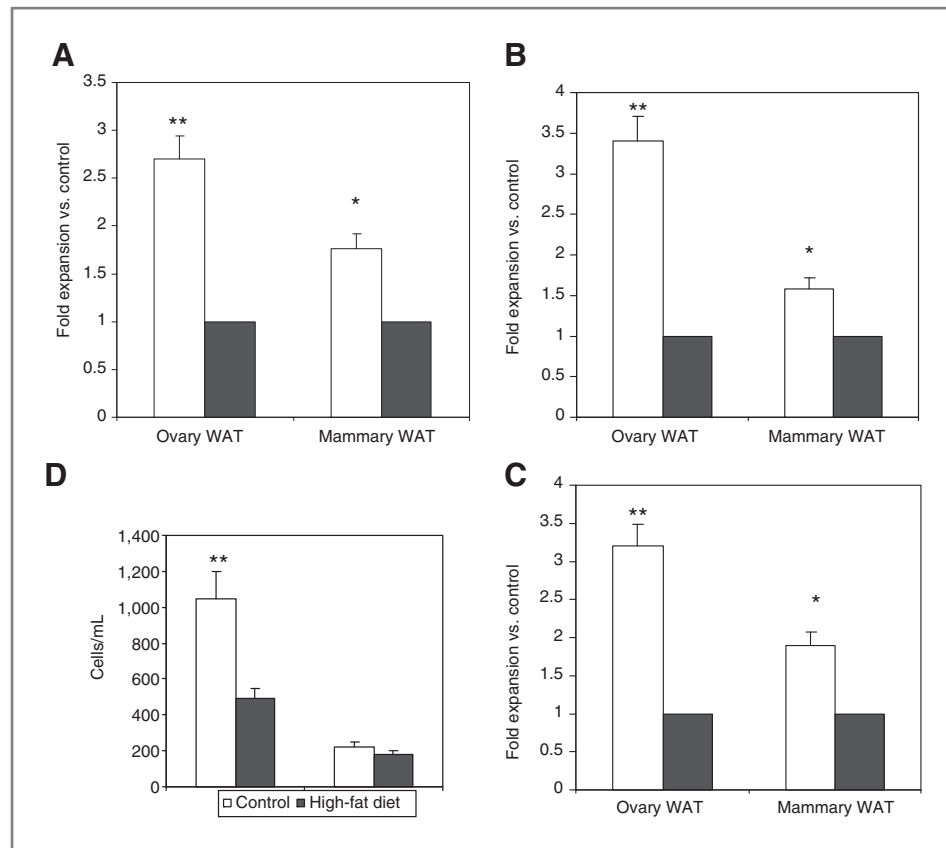 A
3.5
3
2.5
2
1.5
1
0.5
0
Fold expansion vs. control
**
*
Ovary WAT
Mammary WAT
B
4
3.5
3
2.5
2
1.5
1
0.5
0
Fold expansion vs. control
**
*
Ovary WAT
Mammary WAT
D
1,400
1,200
1,000
800
600
400
200
0
Cells/mL
**
Control High-fat diet
C
4
3.5
3
2.5
2
1.5
1
0.5
0
Fold expansion vs. control
**
*
Ovary WAT
Mammary WAT